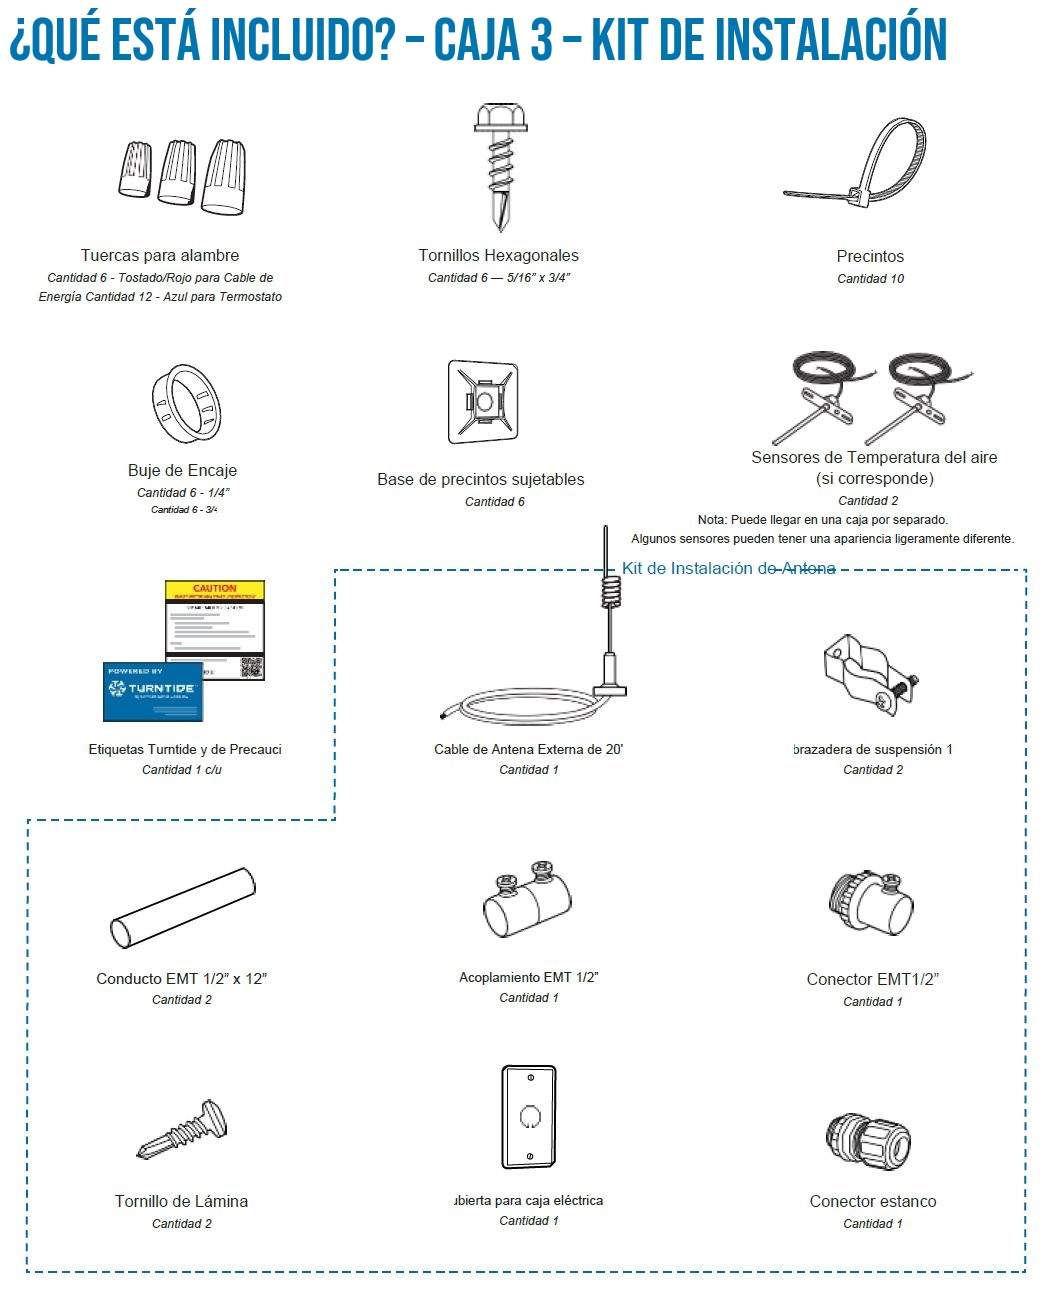 ¿QUÉ ESTÁ INCLUIDO? – CAJA 3 – KIT DE INSTALACIÓN
Tuercas para alambre
Cantidad 6 - Tostado/Rojo para Cable de
Energía Cantidad 12 - Azul para Termostato
Tornillos Hexagonales
Cantidad 6 — 5/16” x 3/4”
Precintos
Cantidad 10
Buje de Encaje
Cantidad 6 - 1/4”
Cantidad 6 - 3/4
Base de precintos sujetables
Cantidad 6
Sensores de Temperatura del aire
(si corresponde)
Cantidad 2
Nota: Puede llegar en una caja por separado.
Algunos sensores pueden tener una apariencia ligeramente diferente.
Kit de Instalación de Antena
CAUTION
POWERED BY
TURNTIDE
Etiquetas Turntide y de Precauci
Cantidad 1 c/u
Cable de Antena Externa de 20'
Cantidad 1
brazadera de suspensión 1
Cantidad 2
Conducto EMT 1/2” x 12”
Cantidad 2
Acoplamiento EMT 1/2”
Cantidad 1
Conector EMT1/2”
Cantidad 1
Tornillo de Lámina
Cantidad 2
ubierta para caja eléctrica
Cantidad 1
Conector estanco
Cantidad 1